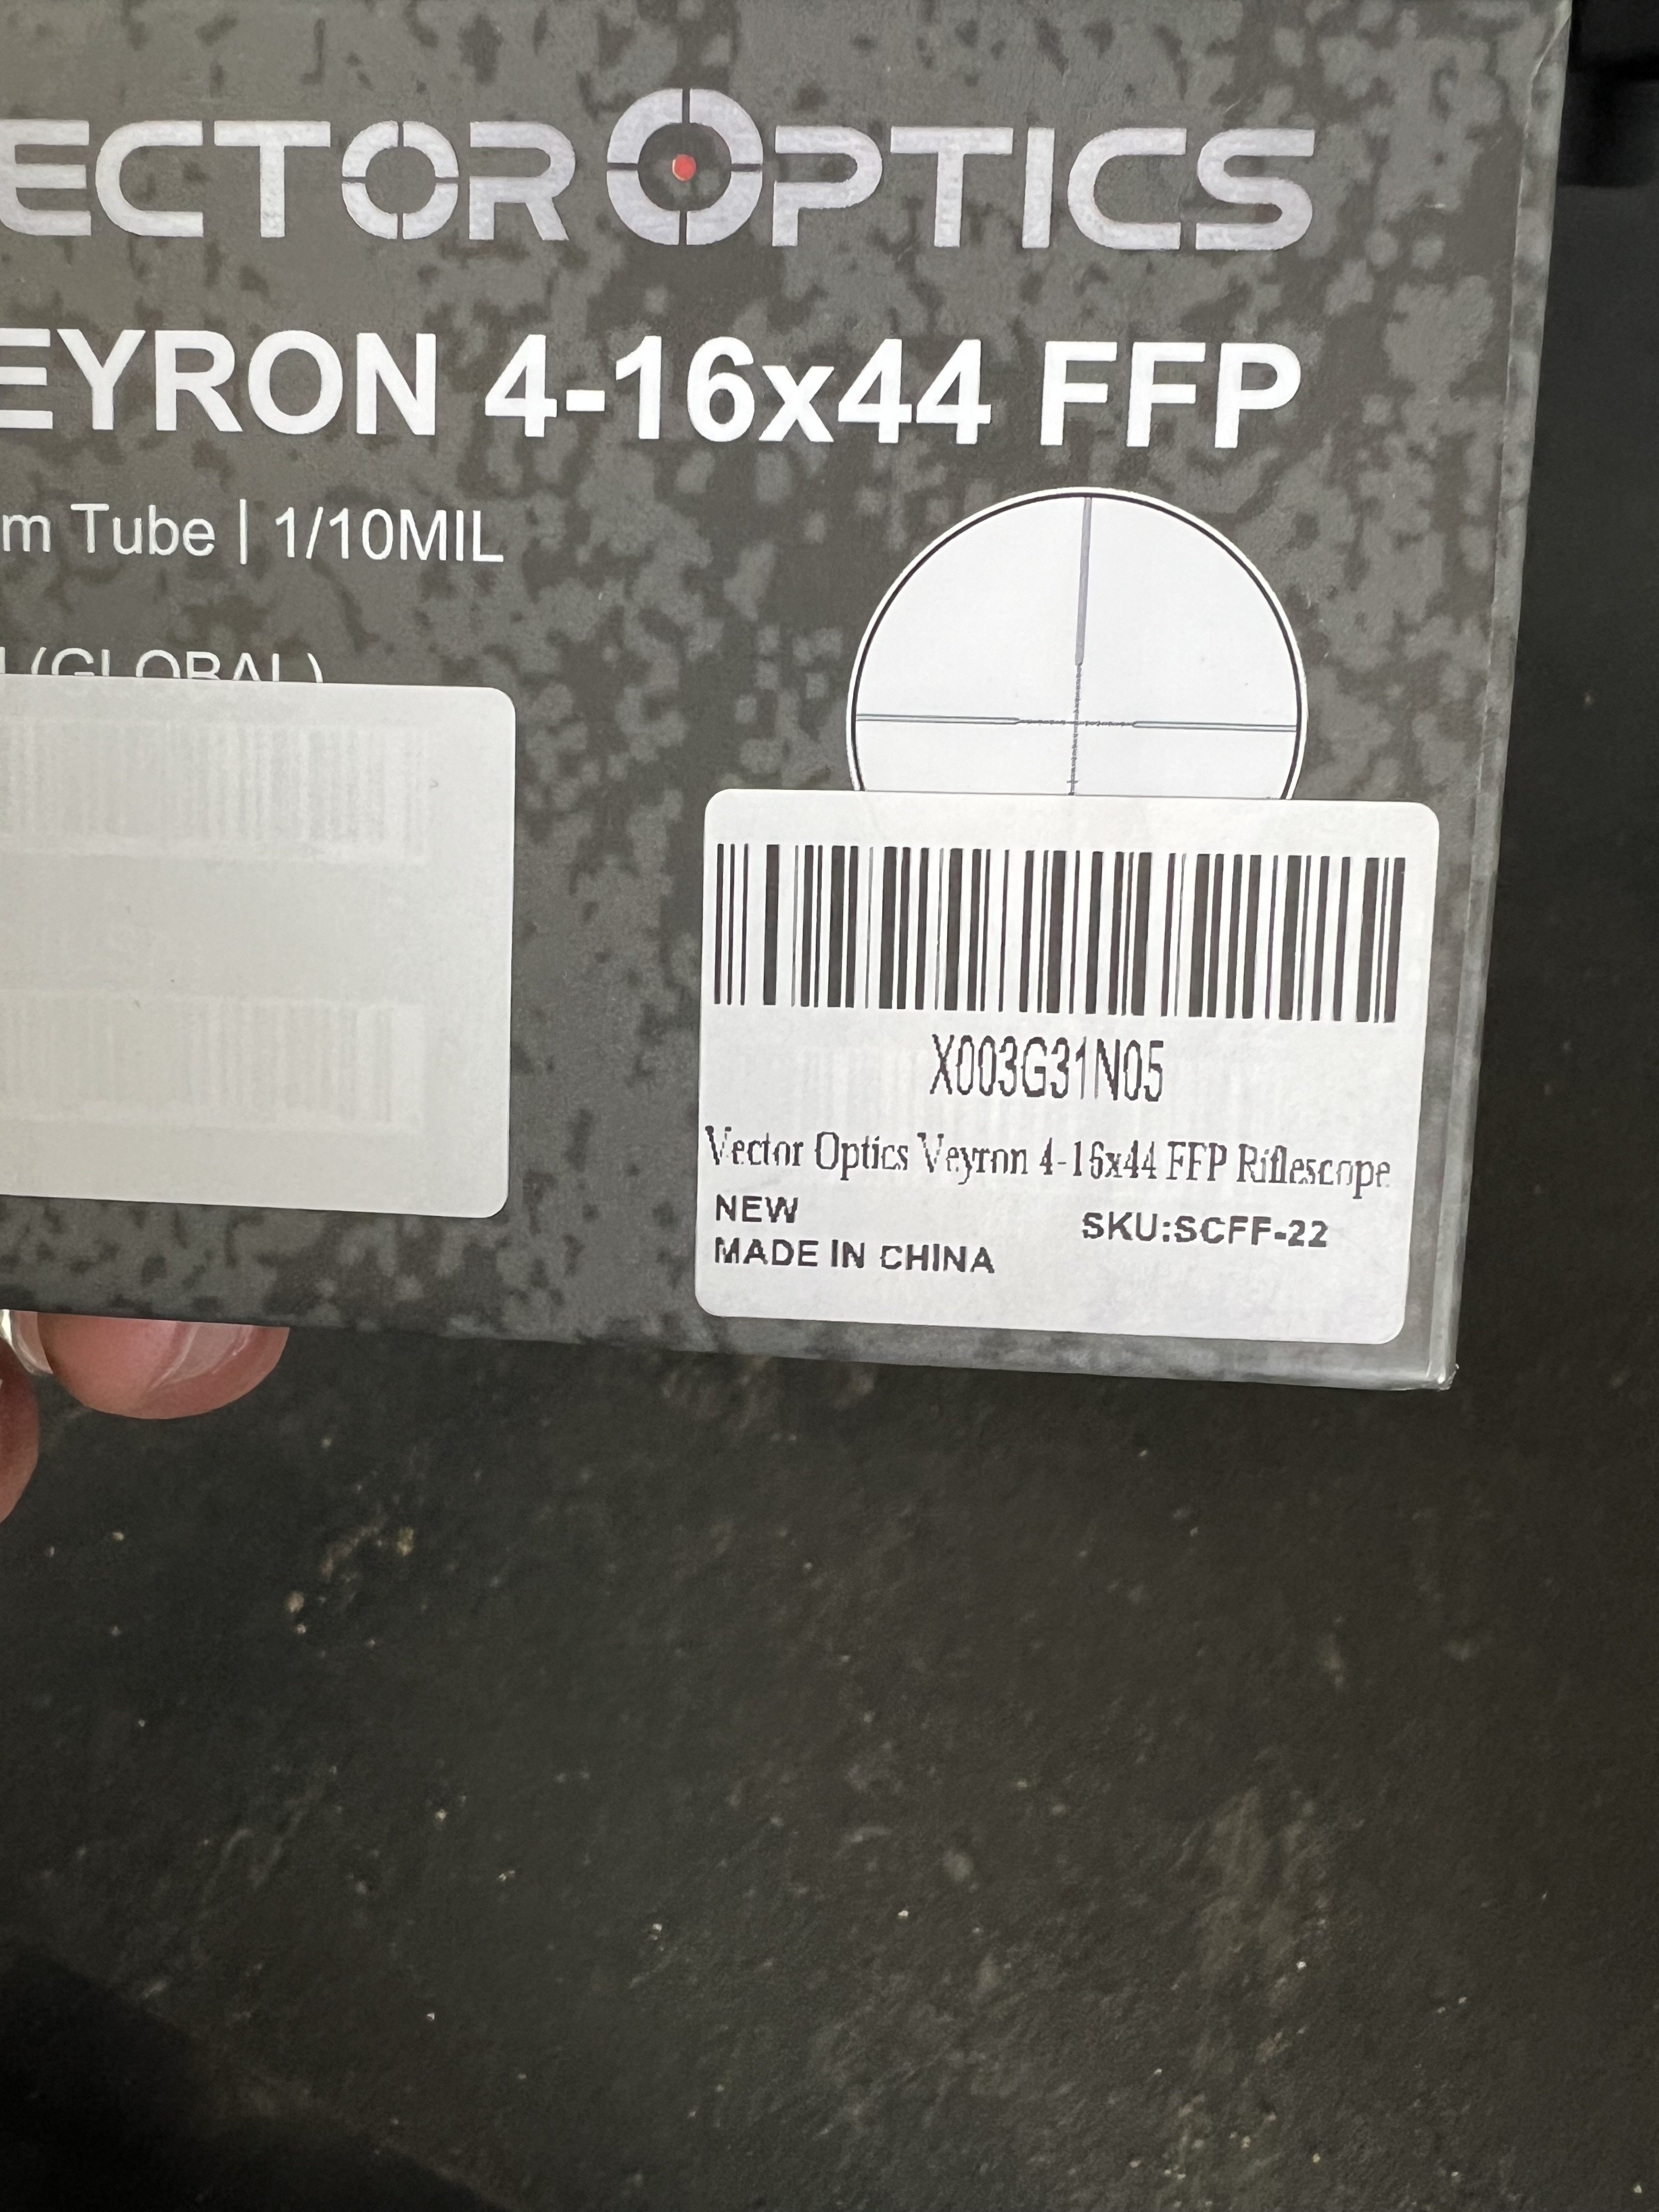 ECTOR OPTICS
EYRON 4-16x44 FFP
m Tube | 1/10MIL
(GLOBAL)
X003G31N05
Vector Optics Veyron 4-16x44 FFP Riflescope
NEW
SKU:SCFF-22
MADE IN CHINA